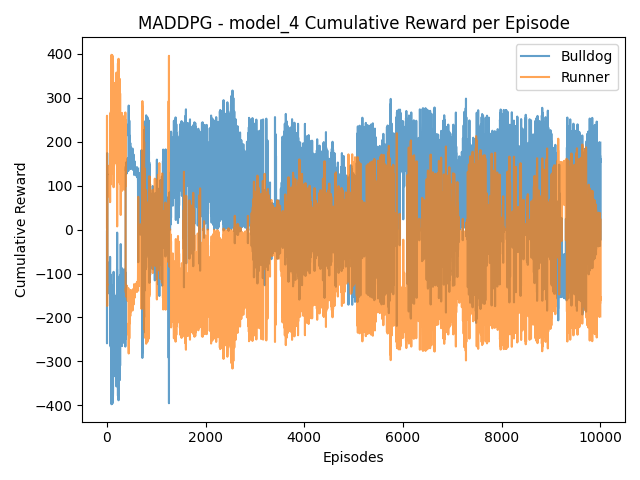 MADDPG - model_4 Cumulative Reward per Episode
Bulldog
Runner
Cumulative Reward
400
300
200
100
0
−100
−200
−300
−400
0 2000 4000 6000 8000 10000
Episodes